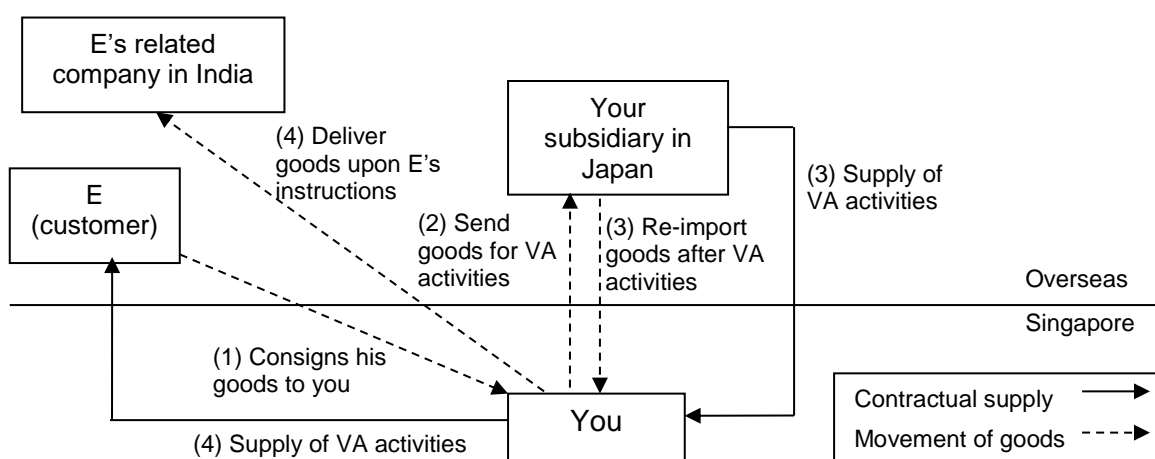 E's related
company in India
Your
subsidiary in
Japan
(4) Deliver
goods upon E's
instructions
E
(customer)
(2) Send
goods for VA
activities
(3) Re-import
goods after VA
activities
(3) Supply of
VA activities
Overseas
Singapore
(1) Consigns his
goods to you
You
(4) Supply of VA activities
Contractual supply
Movement of goods